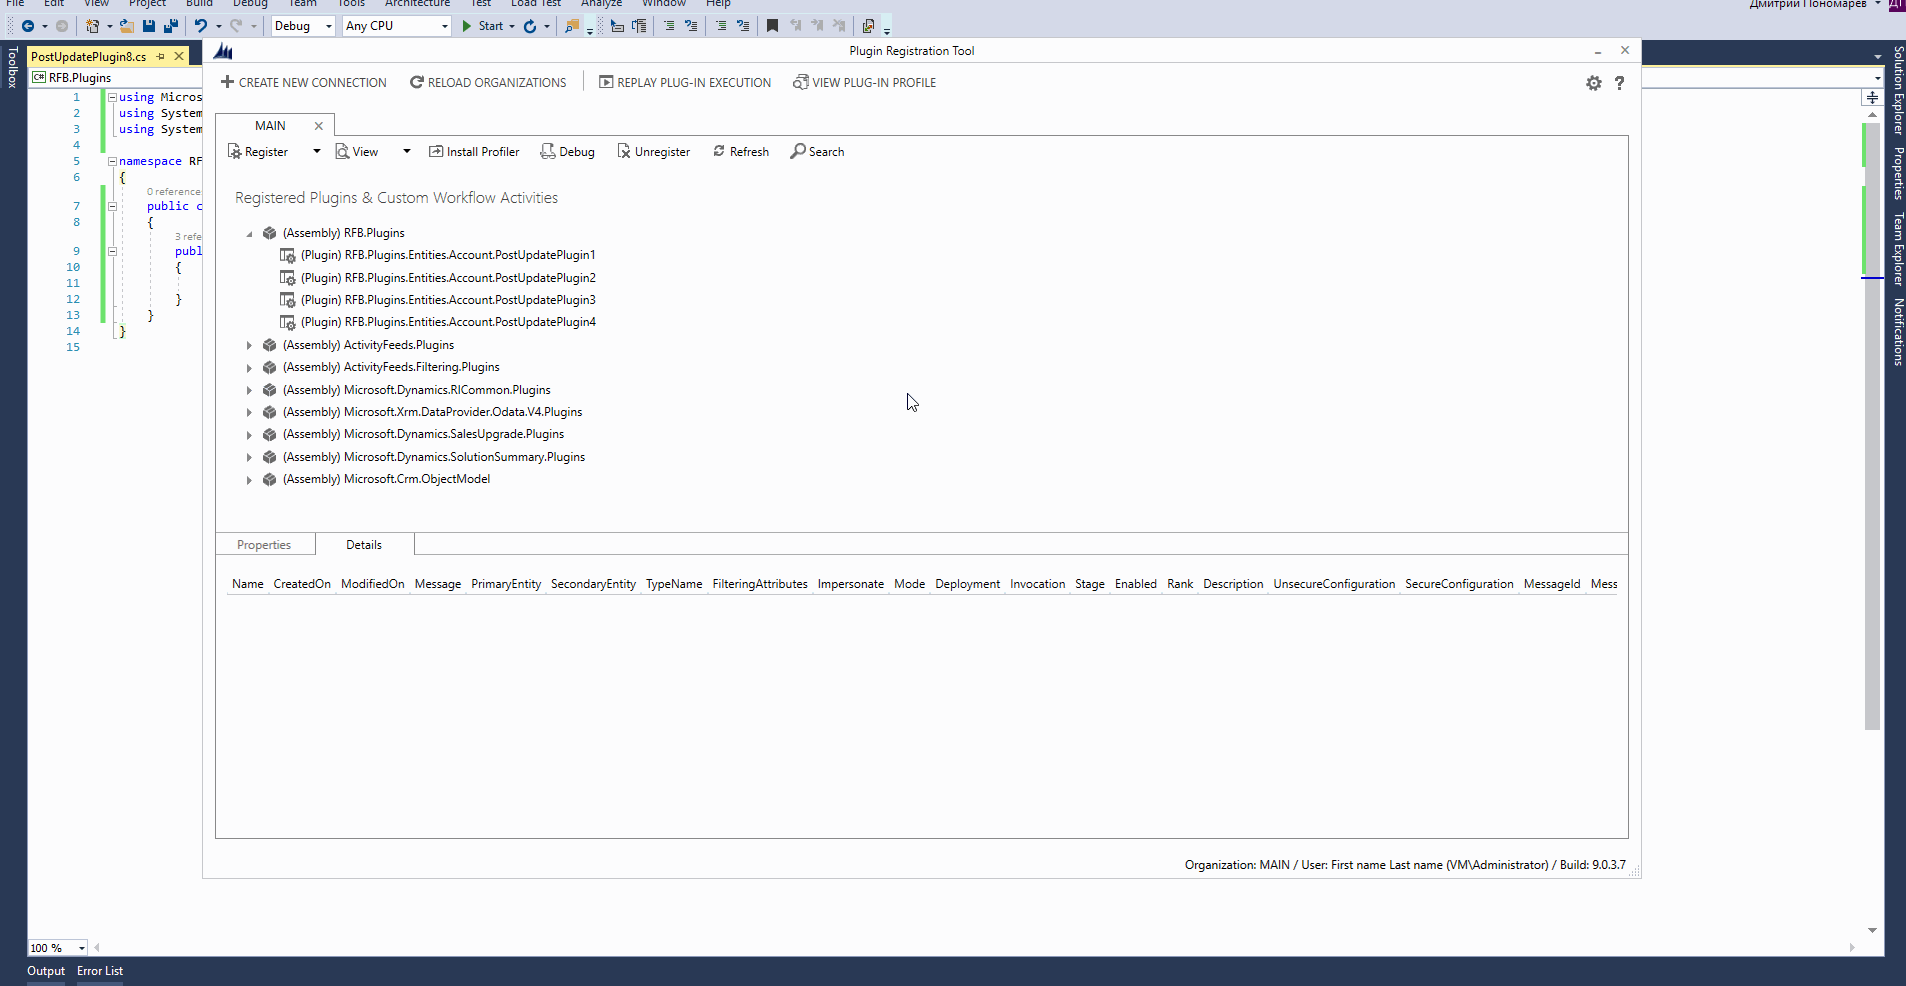 File Edit View Project Build Debug Team Tools Architecture Test Load Test Analyze Window Help
Дмитрий Пономарев ДП
Debug Any CPU Start
Toolbox
PostUpdatePlugin8.cs
RFB.Plugins
1 using Micros
2 using System
3 using System
4
5 namespace RF
6 {
0 reference
7 public c
8 {
3 refe
9 publ
10 {
11
12 }
13 }
14 }
15
100 %
Output Error List
Plugin Registration Tool
CREATE NEW CONNECTION RELOAD ORGANIZATIONS REPLAY PLUG-IN EXECUTION VIEW PLUG-IN PROFILE
MAIN
Register View Install Profiler Debug Unregister Refresh Search
Registered Plugins & Custom Workflow Activities
(Assembly) RFB.Plugins
(Plugin) RFB.Plugins.Entities.Account.PostUpdatePlugin1
(Plugin) RFB.Plugins.Entities.Account.PostUpdatePlugin2
(Plugin) RFB.Plugins.Entities.Account.PostUpdatePlugin3
(Plugin) RFB.Plugins.Entities.Account.PostUpdatePlugin4
(Assembly) ActivityFeeds.Plugins
(Assembly) ActivityFeeds.Filtering.Plugins
(Assembly) Microsoft.Dynamics.RICommon.Plugins
(Assembly) Microsoft.Xrm.DataProvider.Odata.V4.Plugins
(Assembly) Microsoft.Dynamics.SalesUpgrade.Plugins
(Assembly) Microsoft.Dynamics.SolutionSummary.Plugins
(Assembly) Microsoft.Crm.ObjectModel
Properties Details
Name CreatedOn ModifiedOn Message PrimaryEntity SecondaryEntity TypeName FilteringAttributes Impersonate Mode Deployment Invocation Stage Enabled Rank Description UnsecureConfiguration SecureConfiguration MessageId Mess
Organization: MAIN / User: First name Last name (VM\Administrator) / Build: 9.0.3.7
Solution Explorer
Properties
Team Explorer
Notifications